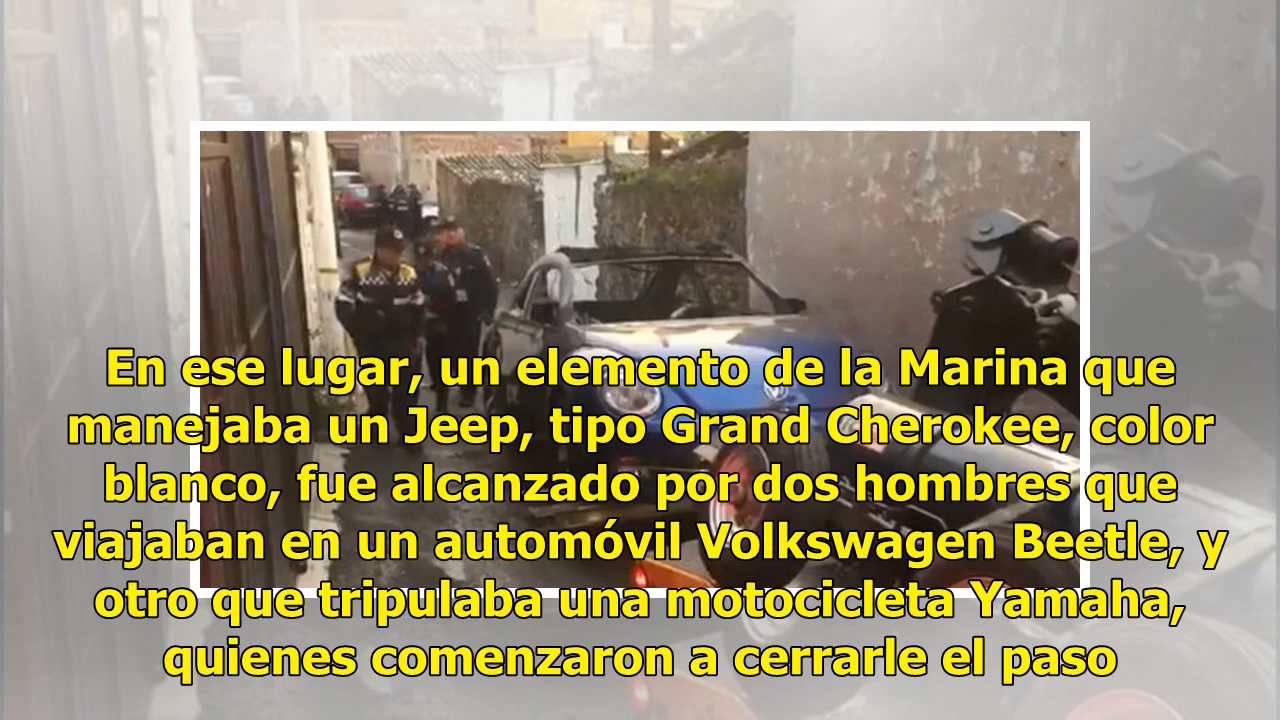 En ese lugar, un elemento de la Marina que
manejaba un Jeep, tipo Grand Cherokee, color
blanco, fue alcanzado por dos hombres que
viajaban en un automóvil Volkswagen Beetle, y
otro que tripulaba una motocicleta Yamaha,
quienes comenzaron a cerrarle el paso